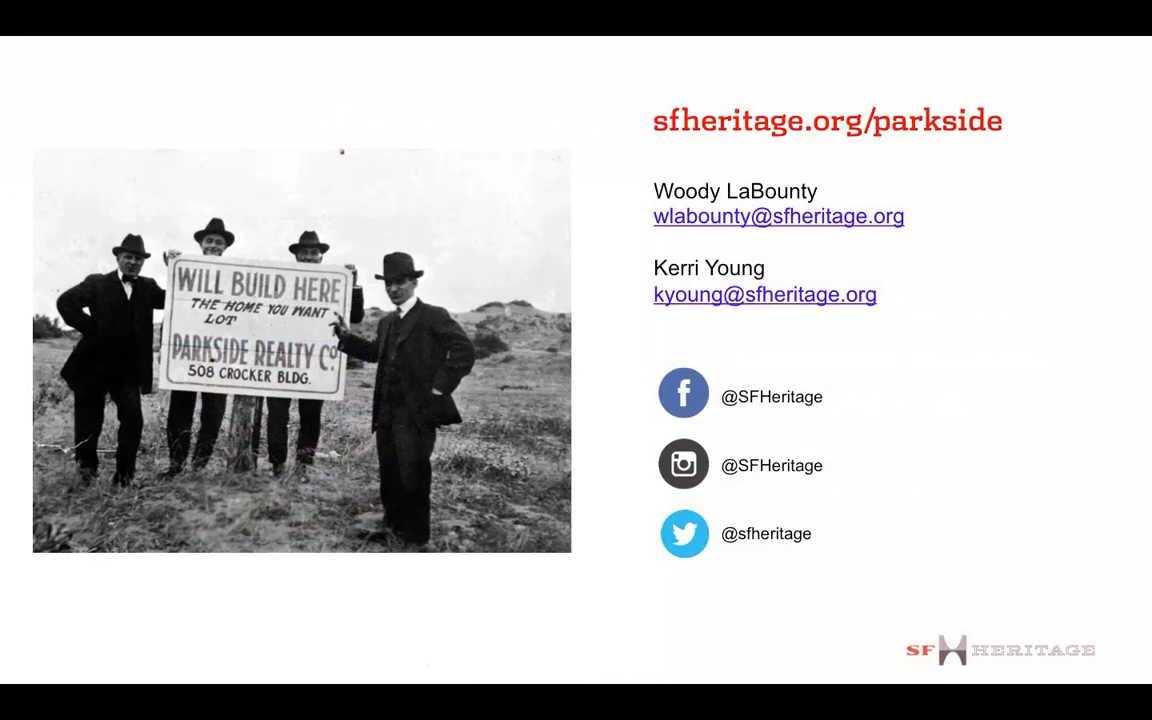 sfheritage.org/parkside
WILL BUILD HERE
THE HOME YOU WANT
LOT
PARKSIDE REALTY Co
508 CROCKER BLDG.
Woody LaBounty
wlabounty@sfheritage.org
Kerri Young
kyoung@sfheritage.org
@SFHeritage
@SFHeritage
@sfheritage
SF HERITAGE